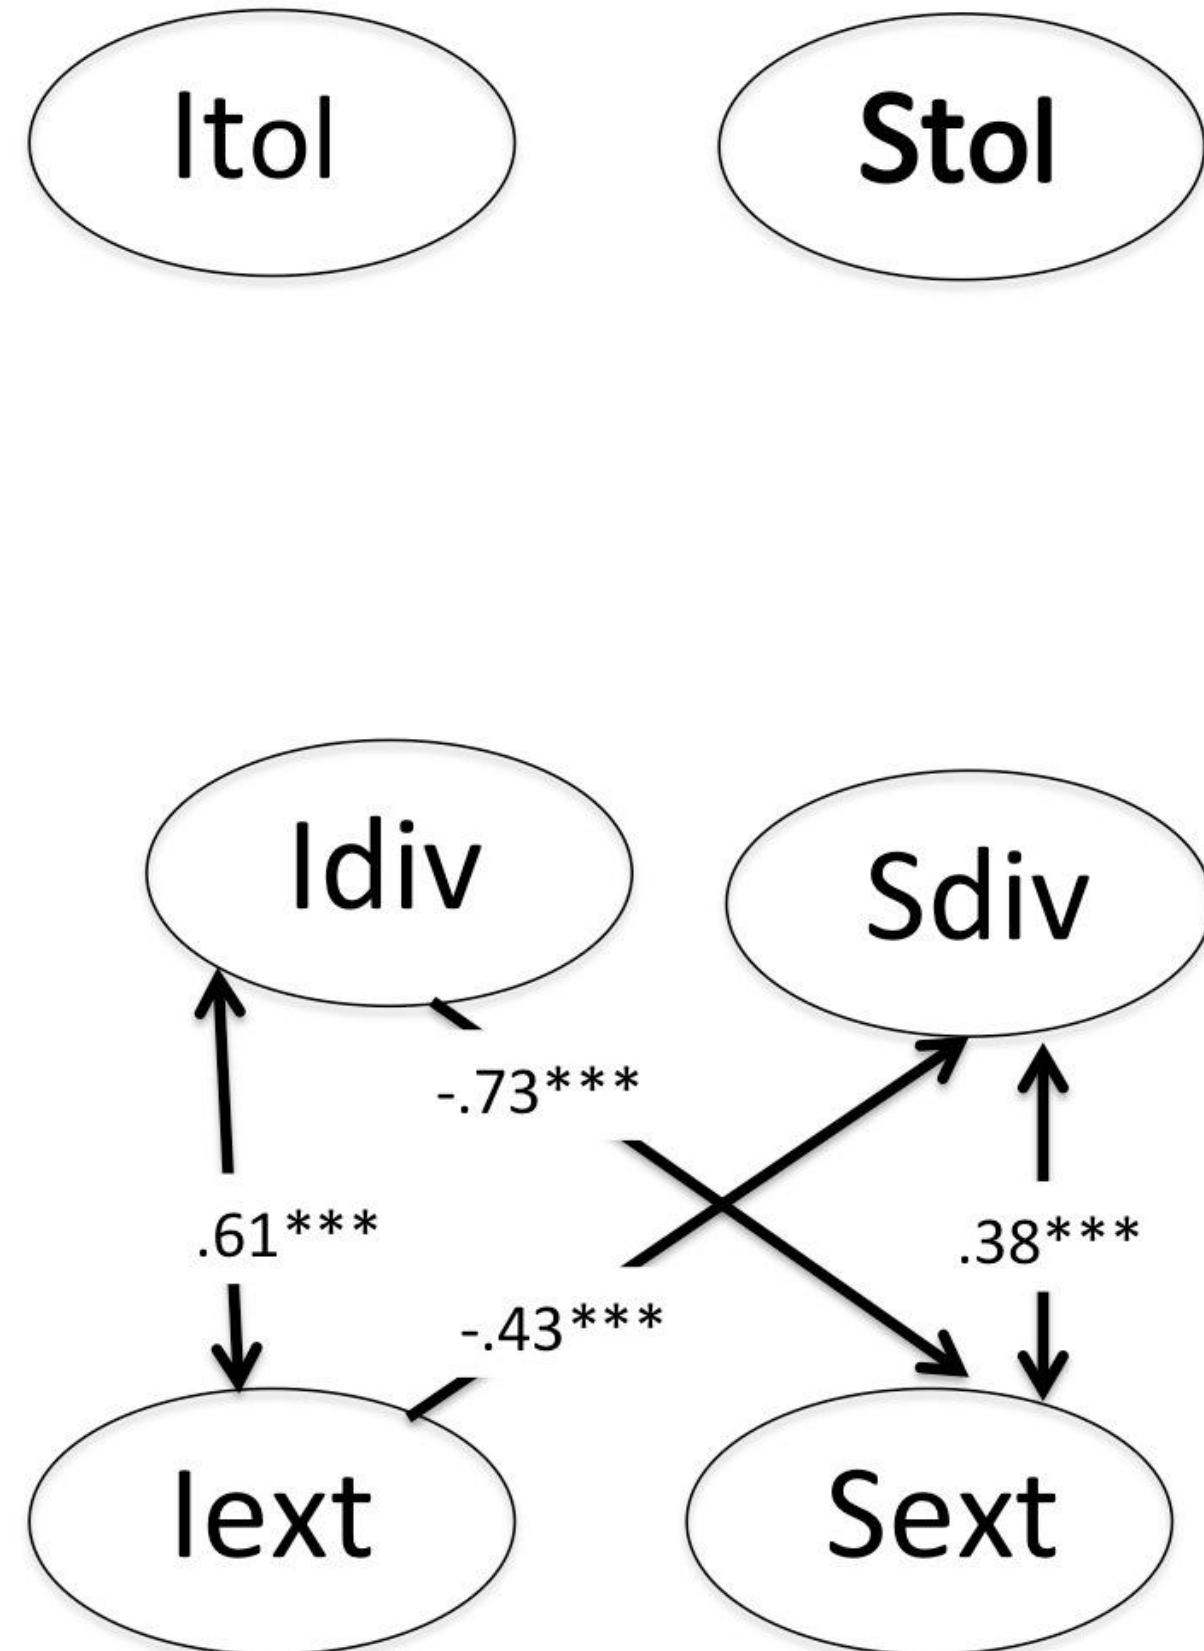 Itol
Stol
Idiv
Sdiv
-.73***
.61***
.38***
-.43***
Iext
Sext